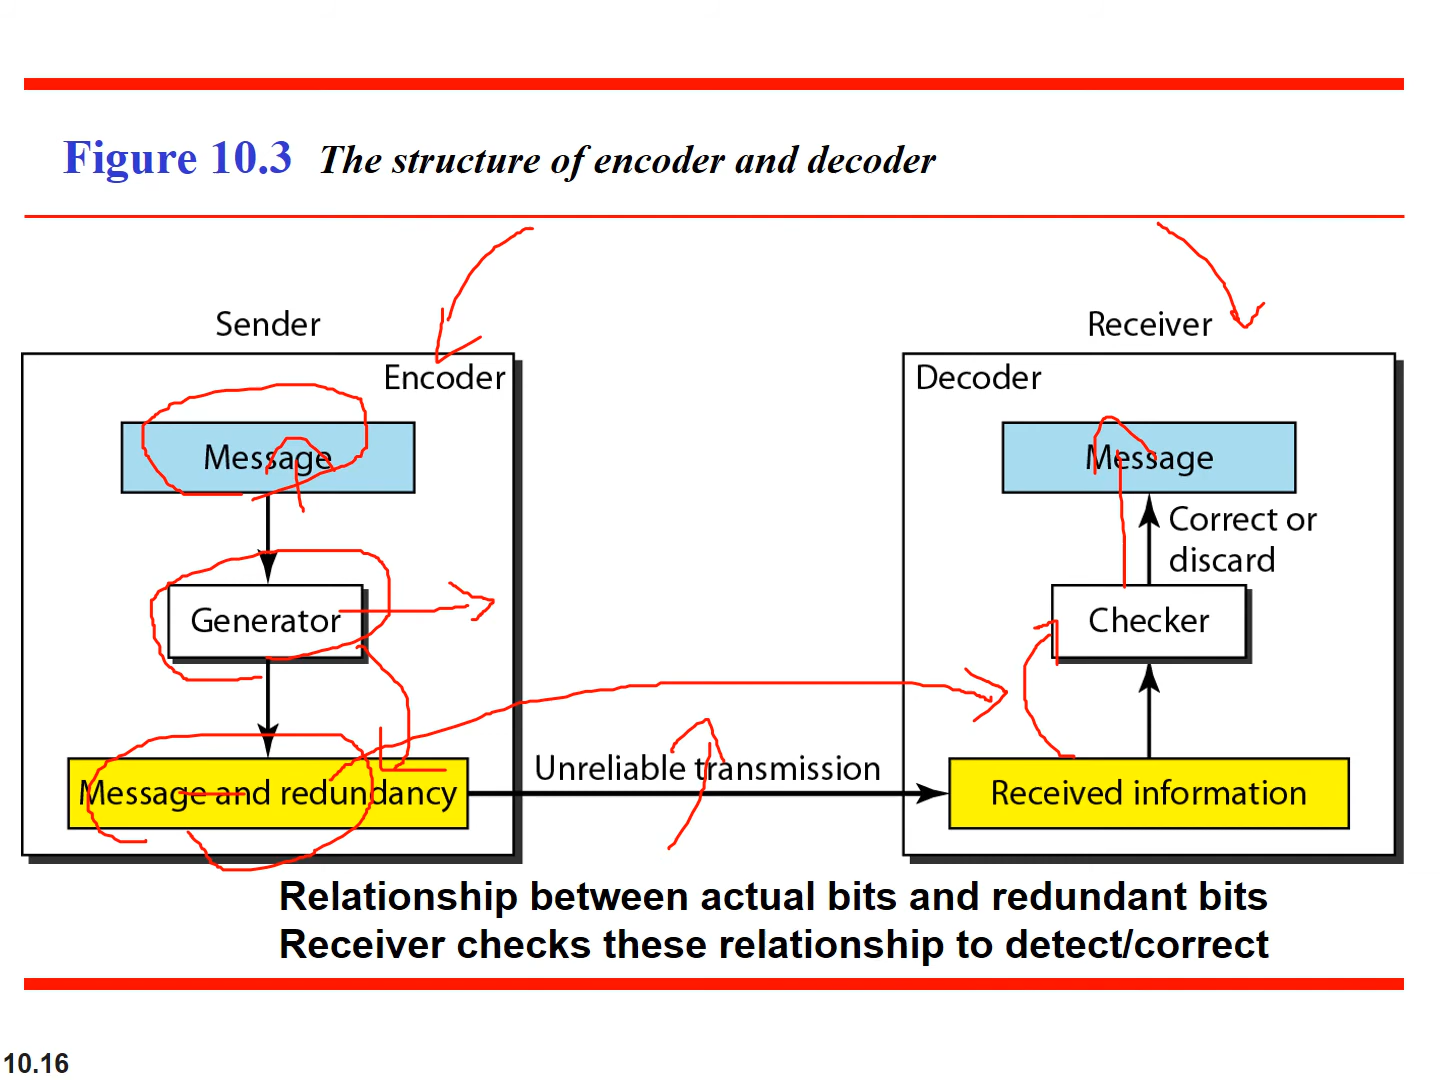 Figure 10.3 The structure of encoder and decoder
Sender
Receiver
Encoder
Decoder
Message
Message
Correct or
discard
Generator
Checker
Message and redundancy
Unreliable transmission
Received information
Relationship between actual bits and redundant bits
Receiver checks these relationship to detect/correct
10.16